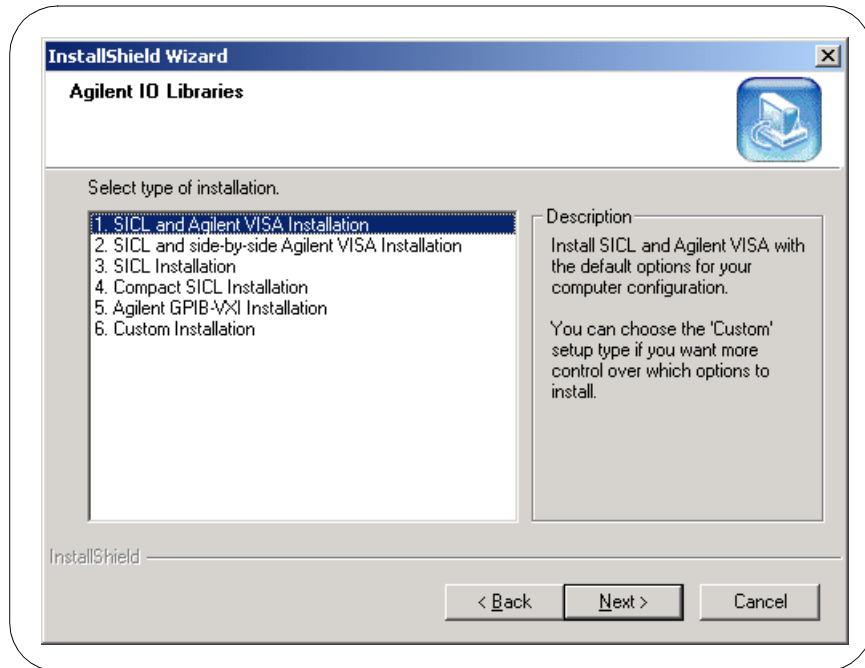 InstallShield Wizard
Agilent IO Libraries
Select type of installation.
1. SICL and Agilent VISA Installation
2. SICL and side-by-side Agilent VISA Installation
3. SICL Installation
4. Compact SICL Installation
5. Agilent GPIB-VXI Installation
6. Custom Installation
Description
Install SICL and Agilent VISA with
the default options for your
computer configuration.
You can choose the 'Custom'
setup type if you want more
control over which options to
install.
InstallShield
< Back
Next >
Cancel